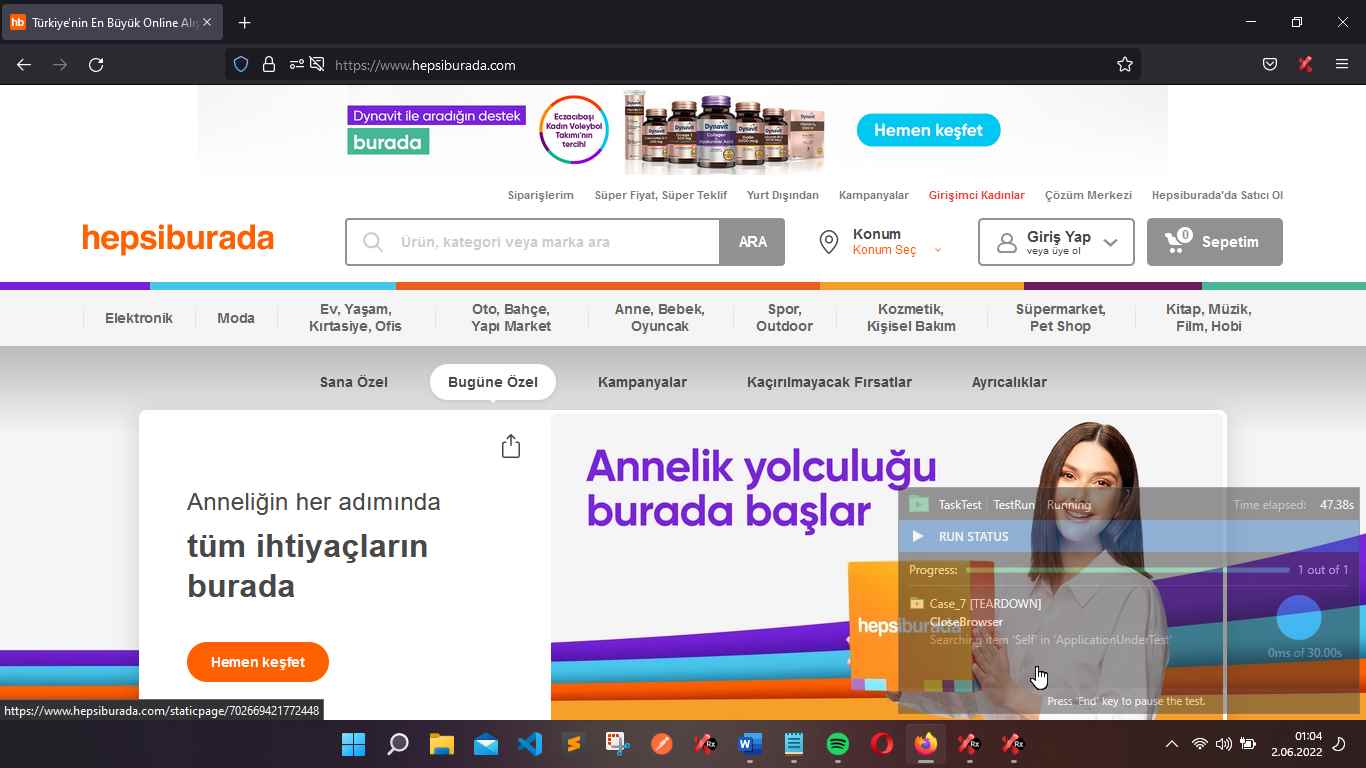 hb Türkiye'nin En Büyük Online Alış
https://www.hepsiburada.com
Dynavit ile aradığın destek
burada
Eczacıbaşı
Kadın Voleybol
Takımı'nın
tercihi
Dynavit
Hemen keşfet
Siparişlerim Süper Fiyat, Süper Teklif Yurt Dışından Kampanyalar Girişimci Kadınlar Çözüm Merkezi Hepsiburada'da Satıcı Ol
hepsiburada
Ürün, kategori veya marka ara
ARA
Konum
Konum Seç
Giriş Yap
veya üye ol
0
Sepetim
Elektronik
Moda
Ev, Yaşam,
Kırtasiye, Ofis
Oto, Bahçe,
Yapı Market
Anne, Bebek,
Oyuncak
Spor,
Outdoor
Kozmetik,
Kişisel Bakım
Süpermarket,
Pet Shop
Kitap, Müzik,
Film, Hobi
Sana Özel Bugüne Özel Kampanyalar Kaçırılmayacak Fırsatlar Ayrıcalıklar
Anneliğin her adımında
tüm ihtiyaçların
burada
Hemen keşfet
Annelik yolculuğu
burada başlar
hepsiburada
TaskTest TestRun Running Time elapsed: 47.38s
RUN STATUS
Progress: 1 out of 1
Case_7 [TEARDOWN]
CloseBrowser
Searching item 'Self' in 'ApplicationUnderTest'
0ms of 30.00s
Press 'End' key to pause the test.
https://www.hepsiburada.com/staticpage/702669421772448
01:04
2.06.2022